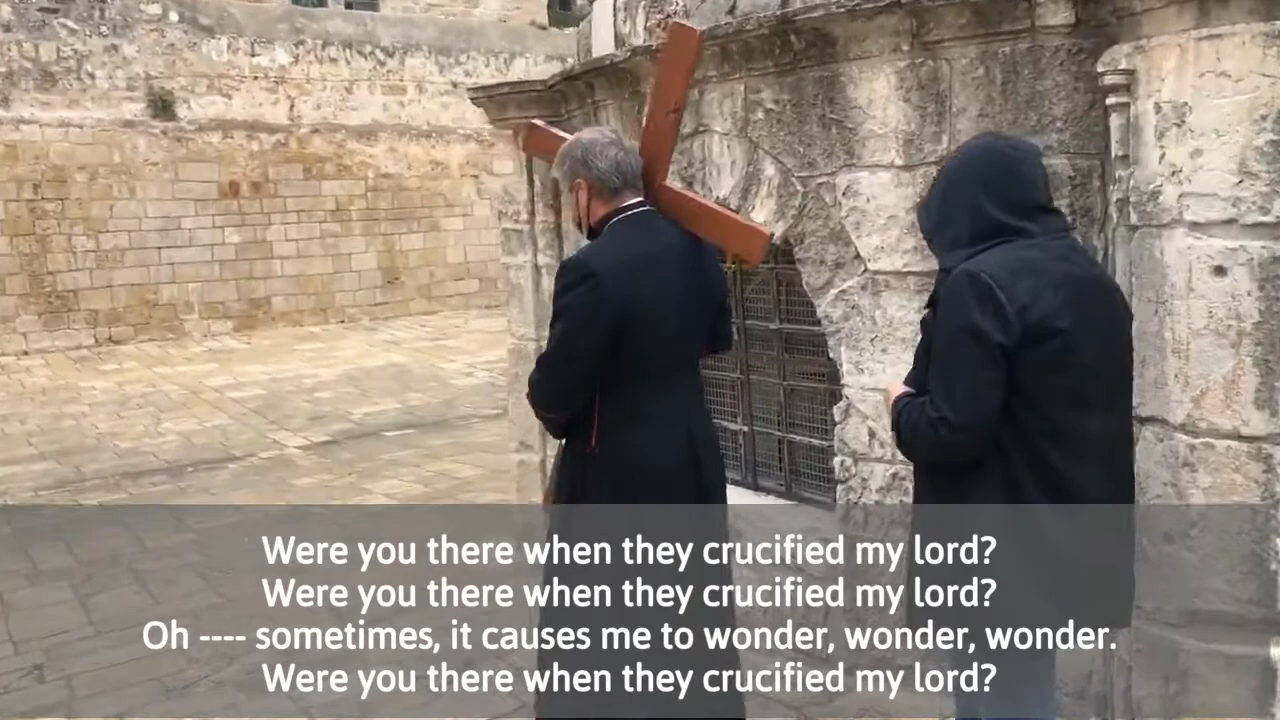 Were you there when they crucified my lord?
Were you there when they crucified my lord?
Oh ---- sometimes, it causes me to wonder, wonder, wonder.
Were you there when they crucified my lord?